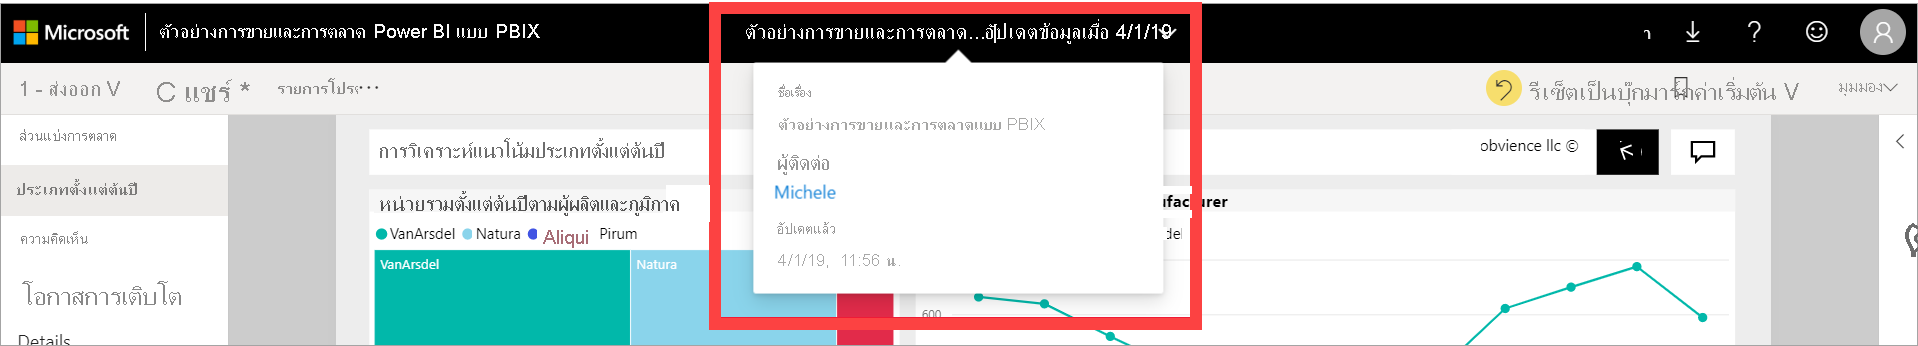 Microsoft
ตัวอย่างการขายและการตลาด Power BI แบบ PBIX
ตัวอย่างการขายและการตลาด...อัปเดตข้อมูลเมื่อ 4/1/19
1 - ส่งออก V
C แชร์ *
รายการโปรด...
รีเซ็ตเป็นบุ๊กมาร์กค่าเริ่มต้น V
มุมมอง
ส่วนแบ่งการตลาด
ประเภทตั้งแต่ต้นปี
ความคิดเห็น
โอกาสการเติบโต
Details
การวิเคราะห์แนวโน้มประเภทตั้งแต่ต้นปี
obvience llc ©
หน่วยรวมตั้งแต่ต้นปีตามผู้ผลิตและภูมิภาค
VanArsdel Natura Aliqui Pirum
VanArsdel
Natura
ชื่อเรื่อง
ตัวอย่างการขายและการตลาดแบบ PBIX
ผู้ติดต่อ
Michele
อัปเดตแล้ว
4/1/19, 11:56 น.
ufacturer
del
600